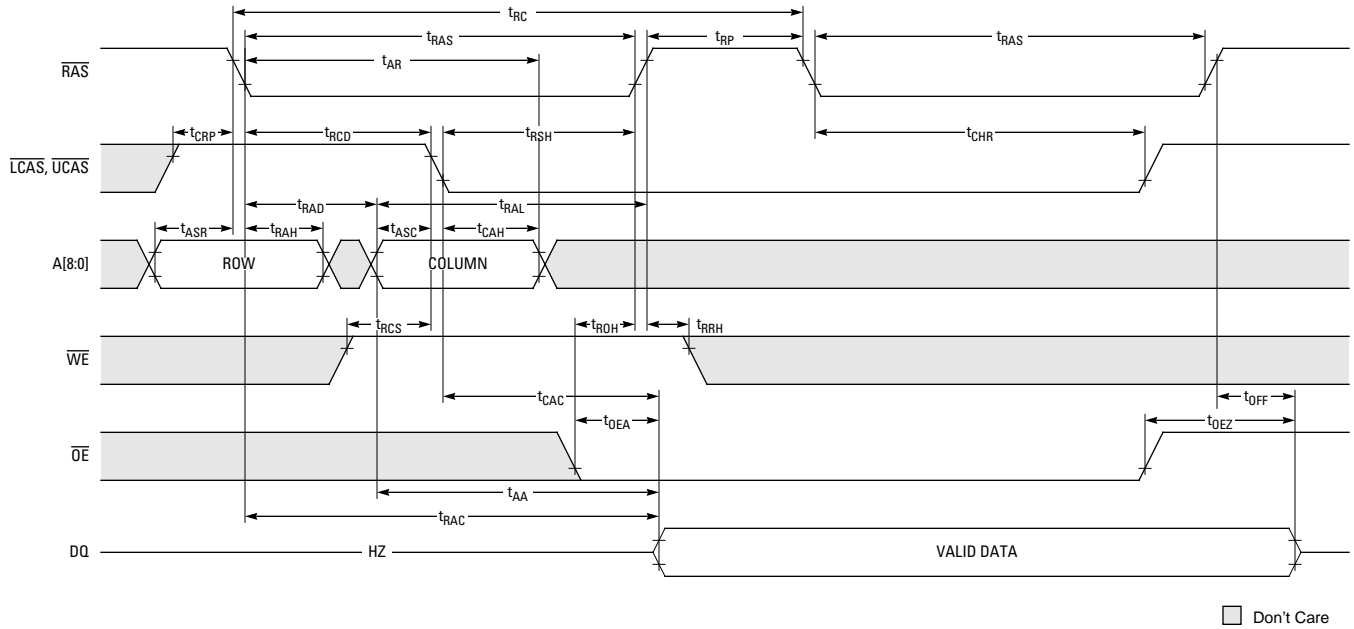 tRC
tRAS tRP tRAS
tAR
RAS
tCRP tRCD tRSH tCHR
LCAS, UCAS
tRAD tRAL
tASR tRAH tASC tCAH
A[8:0] ROW COLUMN
tRCS tROH tRRH
WE
tCAC tOFF
tOEA tOEZ
OE
tAA
tRAC
DQ HZ VALID DATA
Don't Care